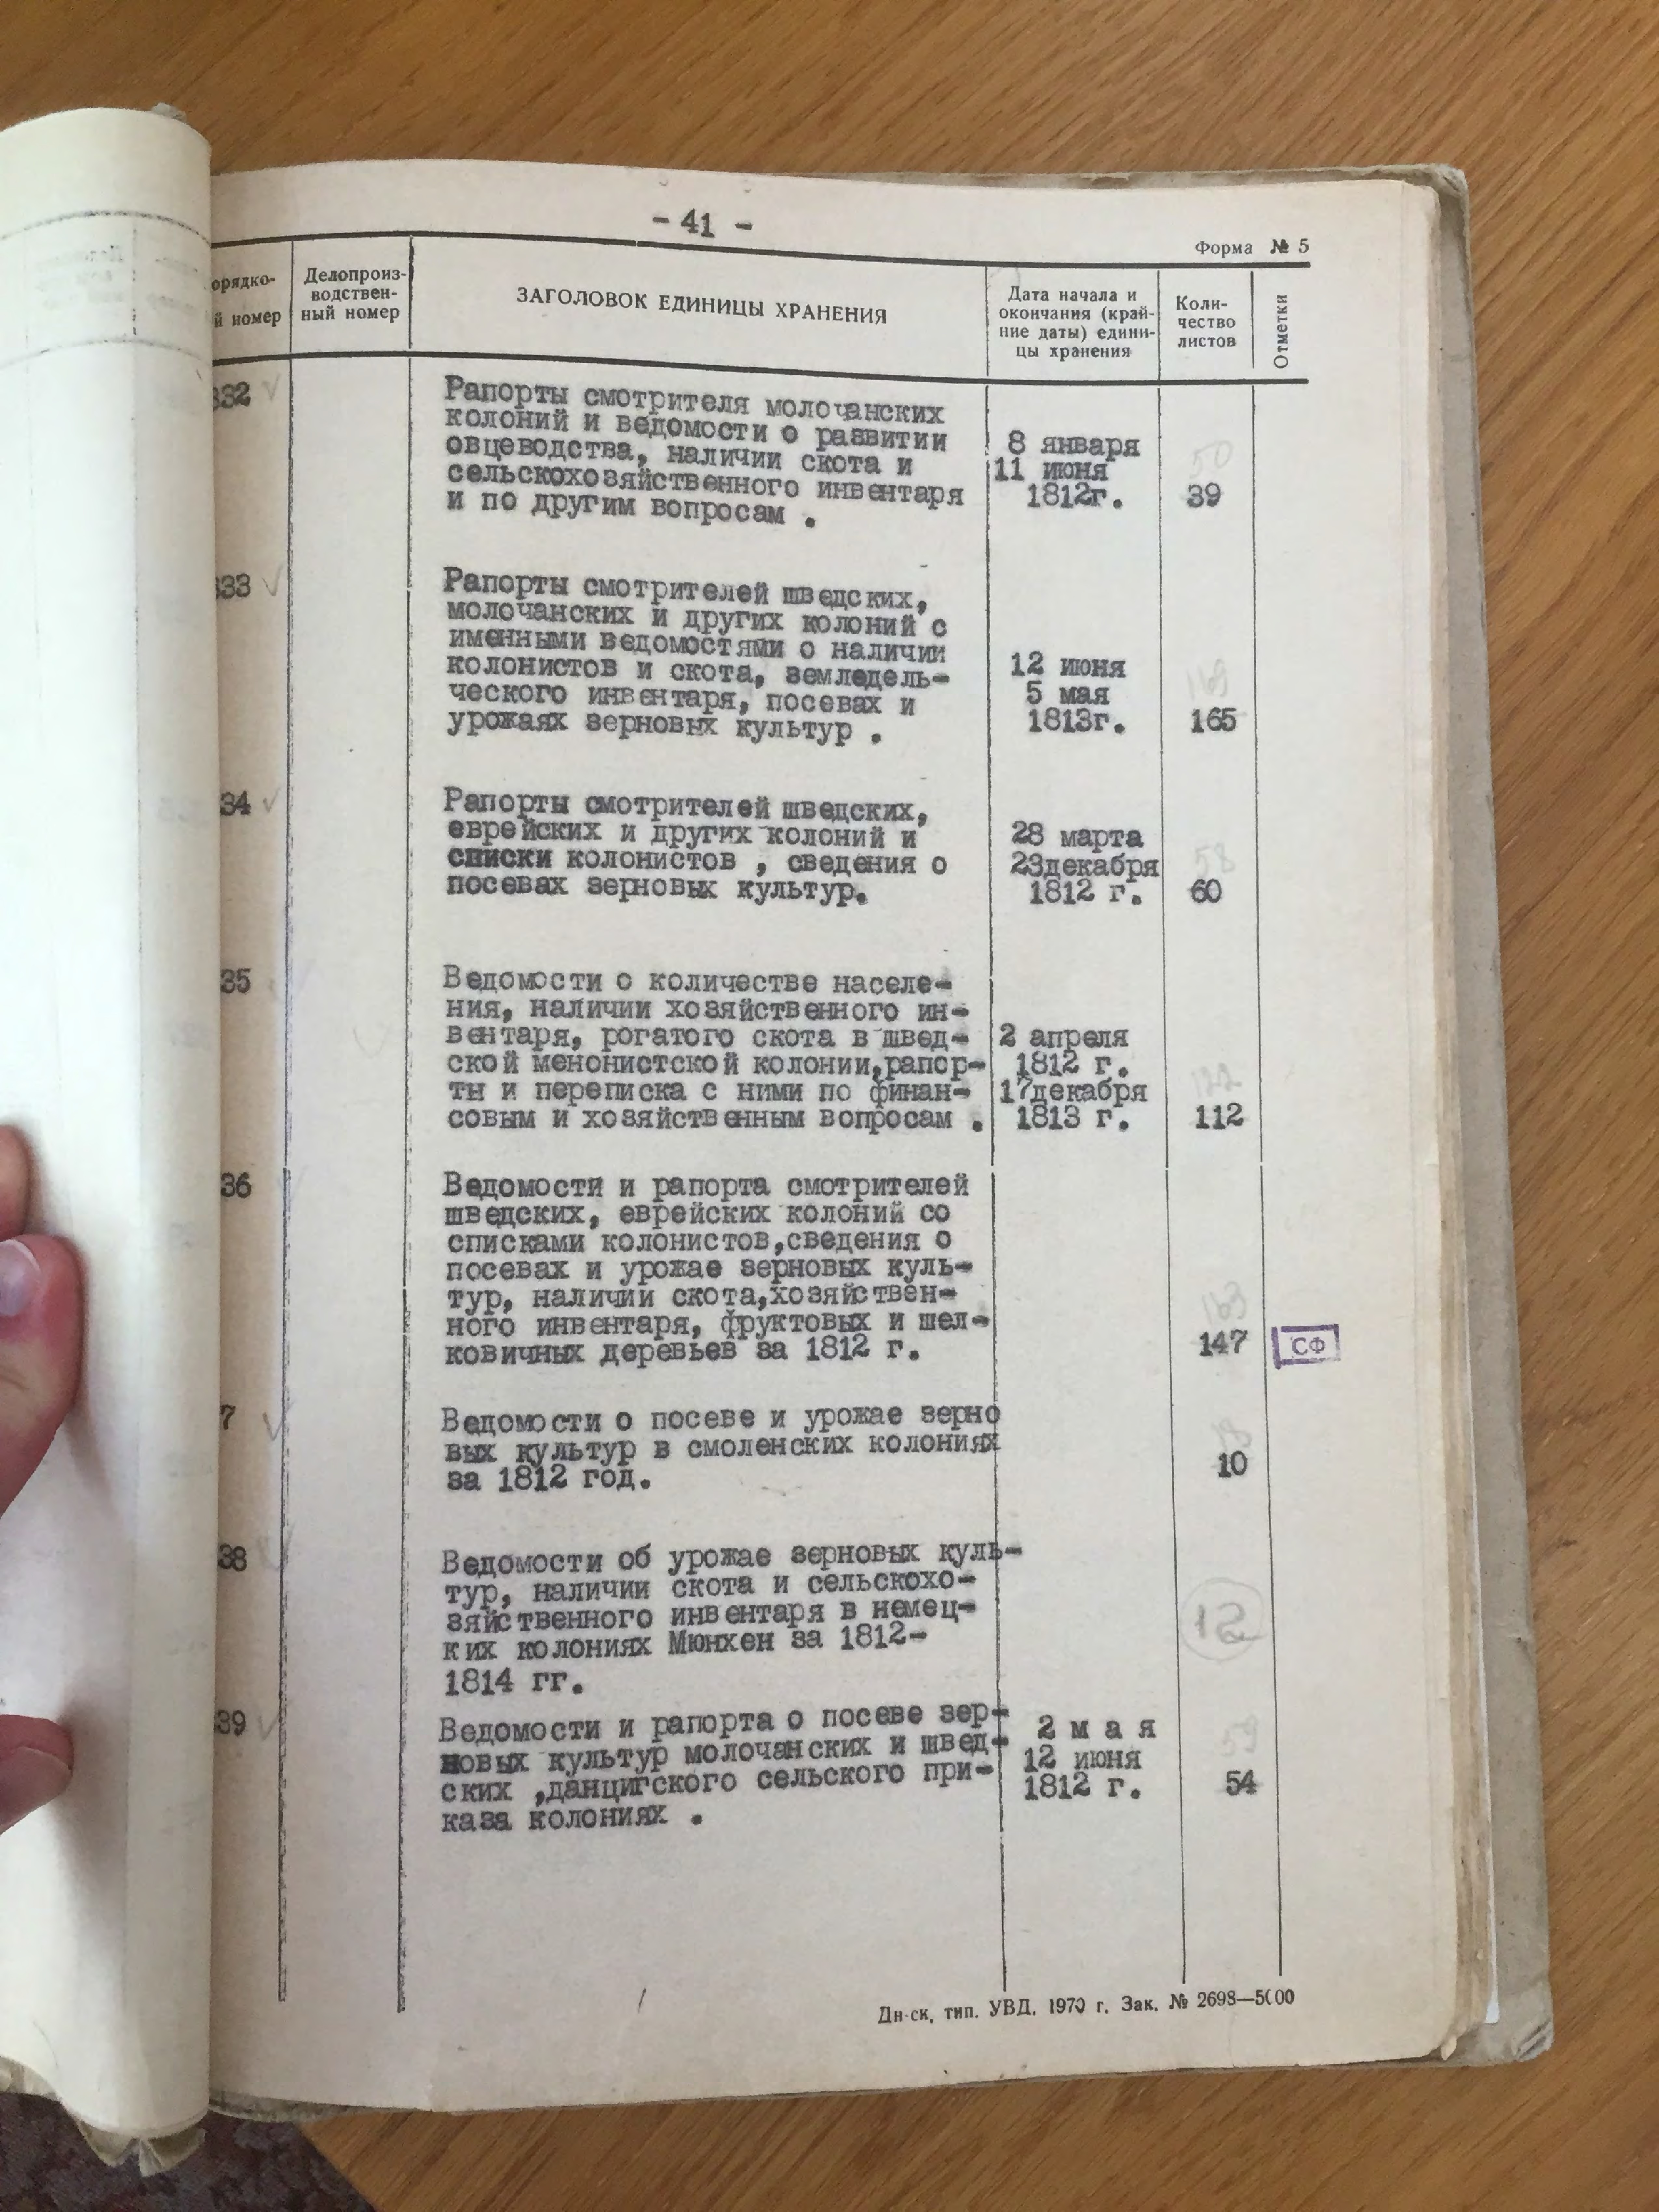 - 41 -
Форма № 5
орядко-
й номер
Делопроиз-
водствен-
ный номер
ЗАГОЛОВОК ЕДИНИЦЫ ХРАНЕНИЯ
Дата начала и
окончания (край-
ние даты) едини-
цы хранения
Коли-
чество
листов
Отметки
332
Рапорты смотрителя молочанских
колоний и ведомости о развитии
овцеводства, наличии скота и
сельскохозяйственного инвентаря
и по другим вопросам .
8 января
11 июня
1812г.
50
39
333
Рапорты смотрителей шведских,
молочанских и других колоний с
именными ведомостями о наличии
колонистов и скота, земледель-
ческого инвентаря, посевах и
урожаях зерновых культур .
12 июня
5 мая
1813г.
169
165
34
Рапорты смотрителей шведских,
еврейских и других колоний и
списки колонистов , сведения о
посевах зерновых культур.
28 марта
23декабря
1812 г.
58
60
35
Ведомости о количестве населе-
ния, наличии хозяйственного ин-
вентаря, рогатого скота в швед-
ской менонистской колонии,рапор-
ты и переписка с ними по финан-
совым и хозяйственным вопросам .
2 апреля
1812 г.
17декабря
1813 г.
122
112
36
Ведомости и рапорта смотрителей
шведских, еврейских колоний со
списками колонистов,сведения о
посевах и урожае зерновых куль-
тур, наличии скота,хозяйствен-
ного инвентаря, фруктовых и шел-
ковичных деревьев за 1812 г.
163
147
СФ
7
Ведомости о посеве и урожае зерно
вых культур в смоленских колониях
за 1812 год.
10
38
Ведомости об урожае зерновых куль-
тур, наличии скота и сельскохо-
зяйственного инвентаря в немец-
ких колониях Мюнхен за 1812-
1814 гг.
12
39
Ведомости и рапорта о посеве зер-
новых культур молочанских и швед-
ских ,данцигского сельского при-
каза колониях .
2 м а я
12 июня
1812 г.
59
54
Дн-ск, тип. УВД. 1970 г. Зак. № 2698—5000